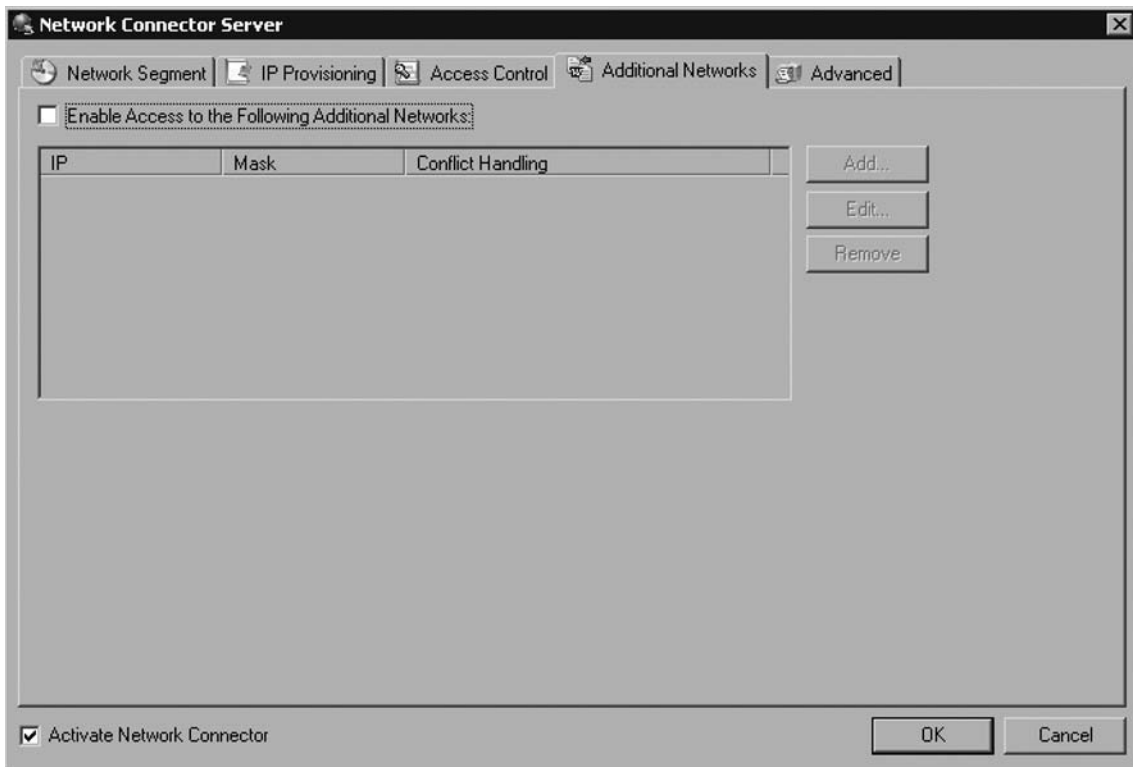 Network Connector Server
Network Segment IP Provisioning Access Control Additional Networks Advanced
Enable Access to the Following Additional Networks:
IP Mask Conflict Handling
Add...
Edit...
Remove
Activate Network Connector OK Cancel